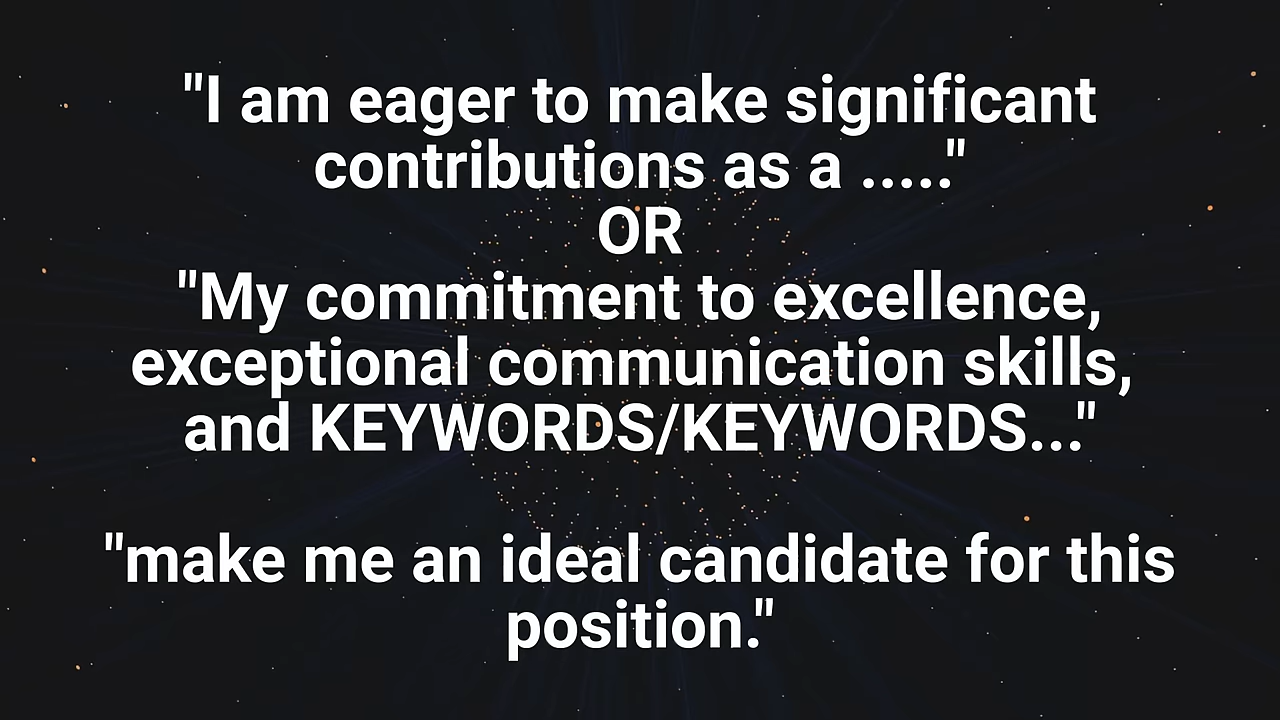 "I am eager to make significant
contributions as a ....."
OR
"My commitment to excellence,
exceptional communication skills,
and KEYWORDS/KEYWORDS..."
"make me an ideal candidate for this
position."